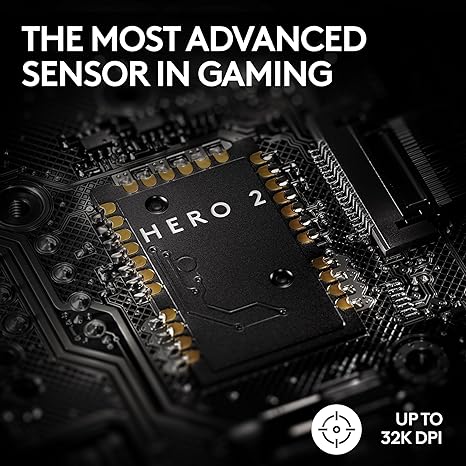 THE MOST ADVANCED
SENSOR IN GAMING
HERO 2
UP TO
32K DPI